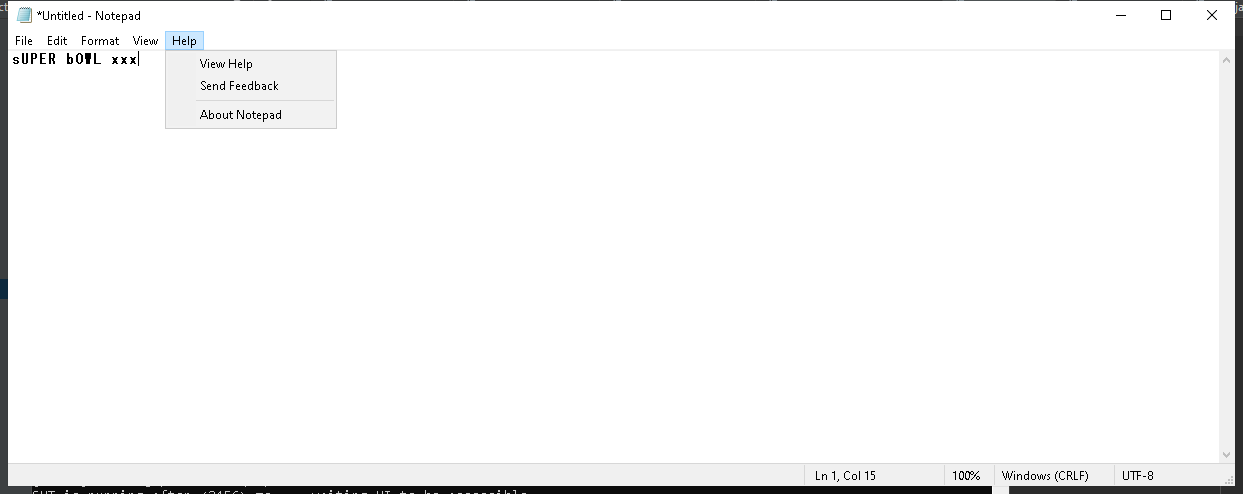 *Untitled - Notepad
File Edit Format View Help
sUPER bOWL xxx
View Help
Send Feedback
About Notepad
Ln 1, Col 15 100% Windows (CRLF) UTF-8